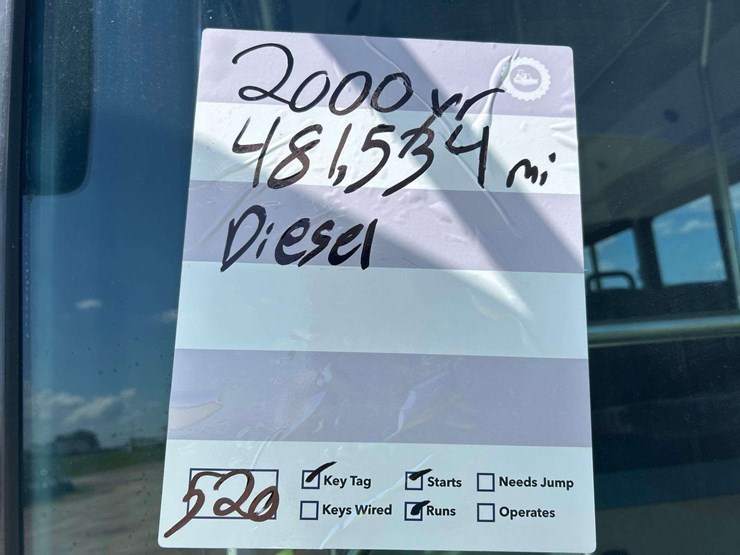 2000 yr
481,534 mi
Diesel
520
Key Tag Starts Needs Jump
Keys Wired Runs Operates